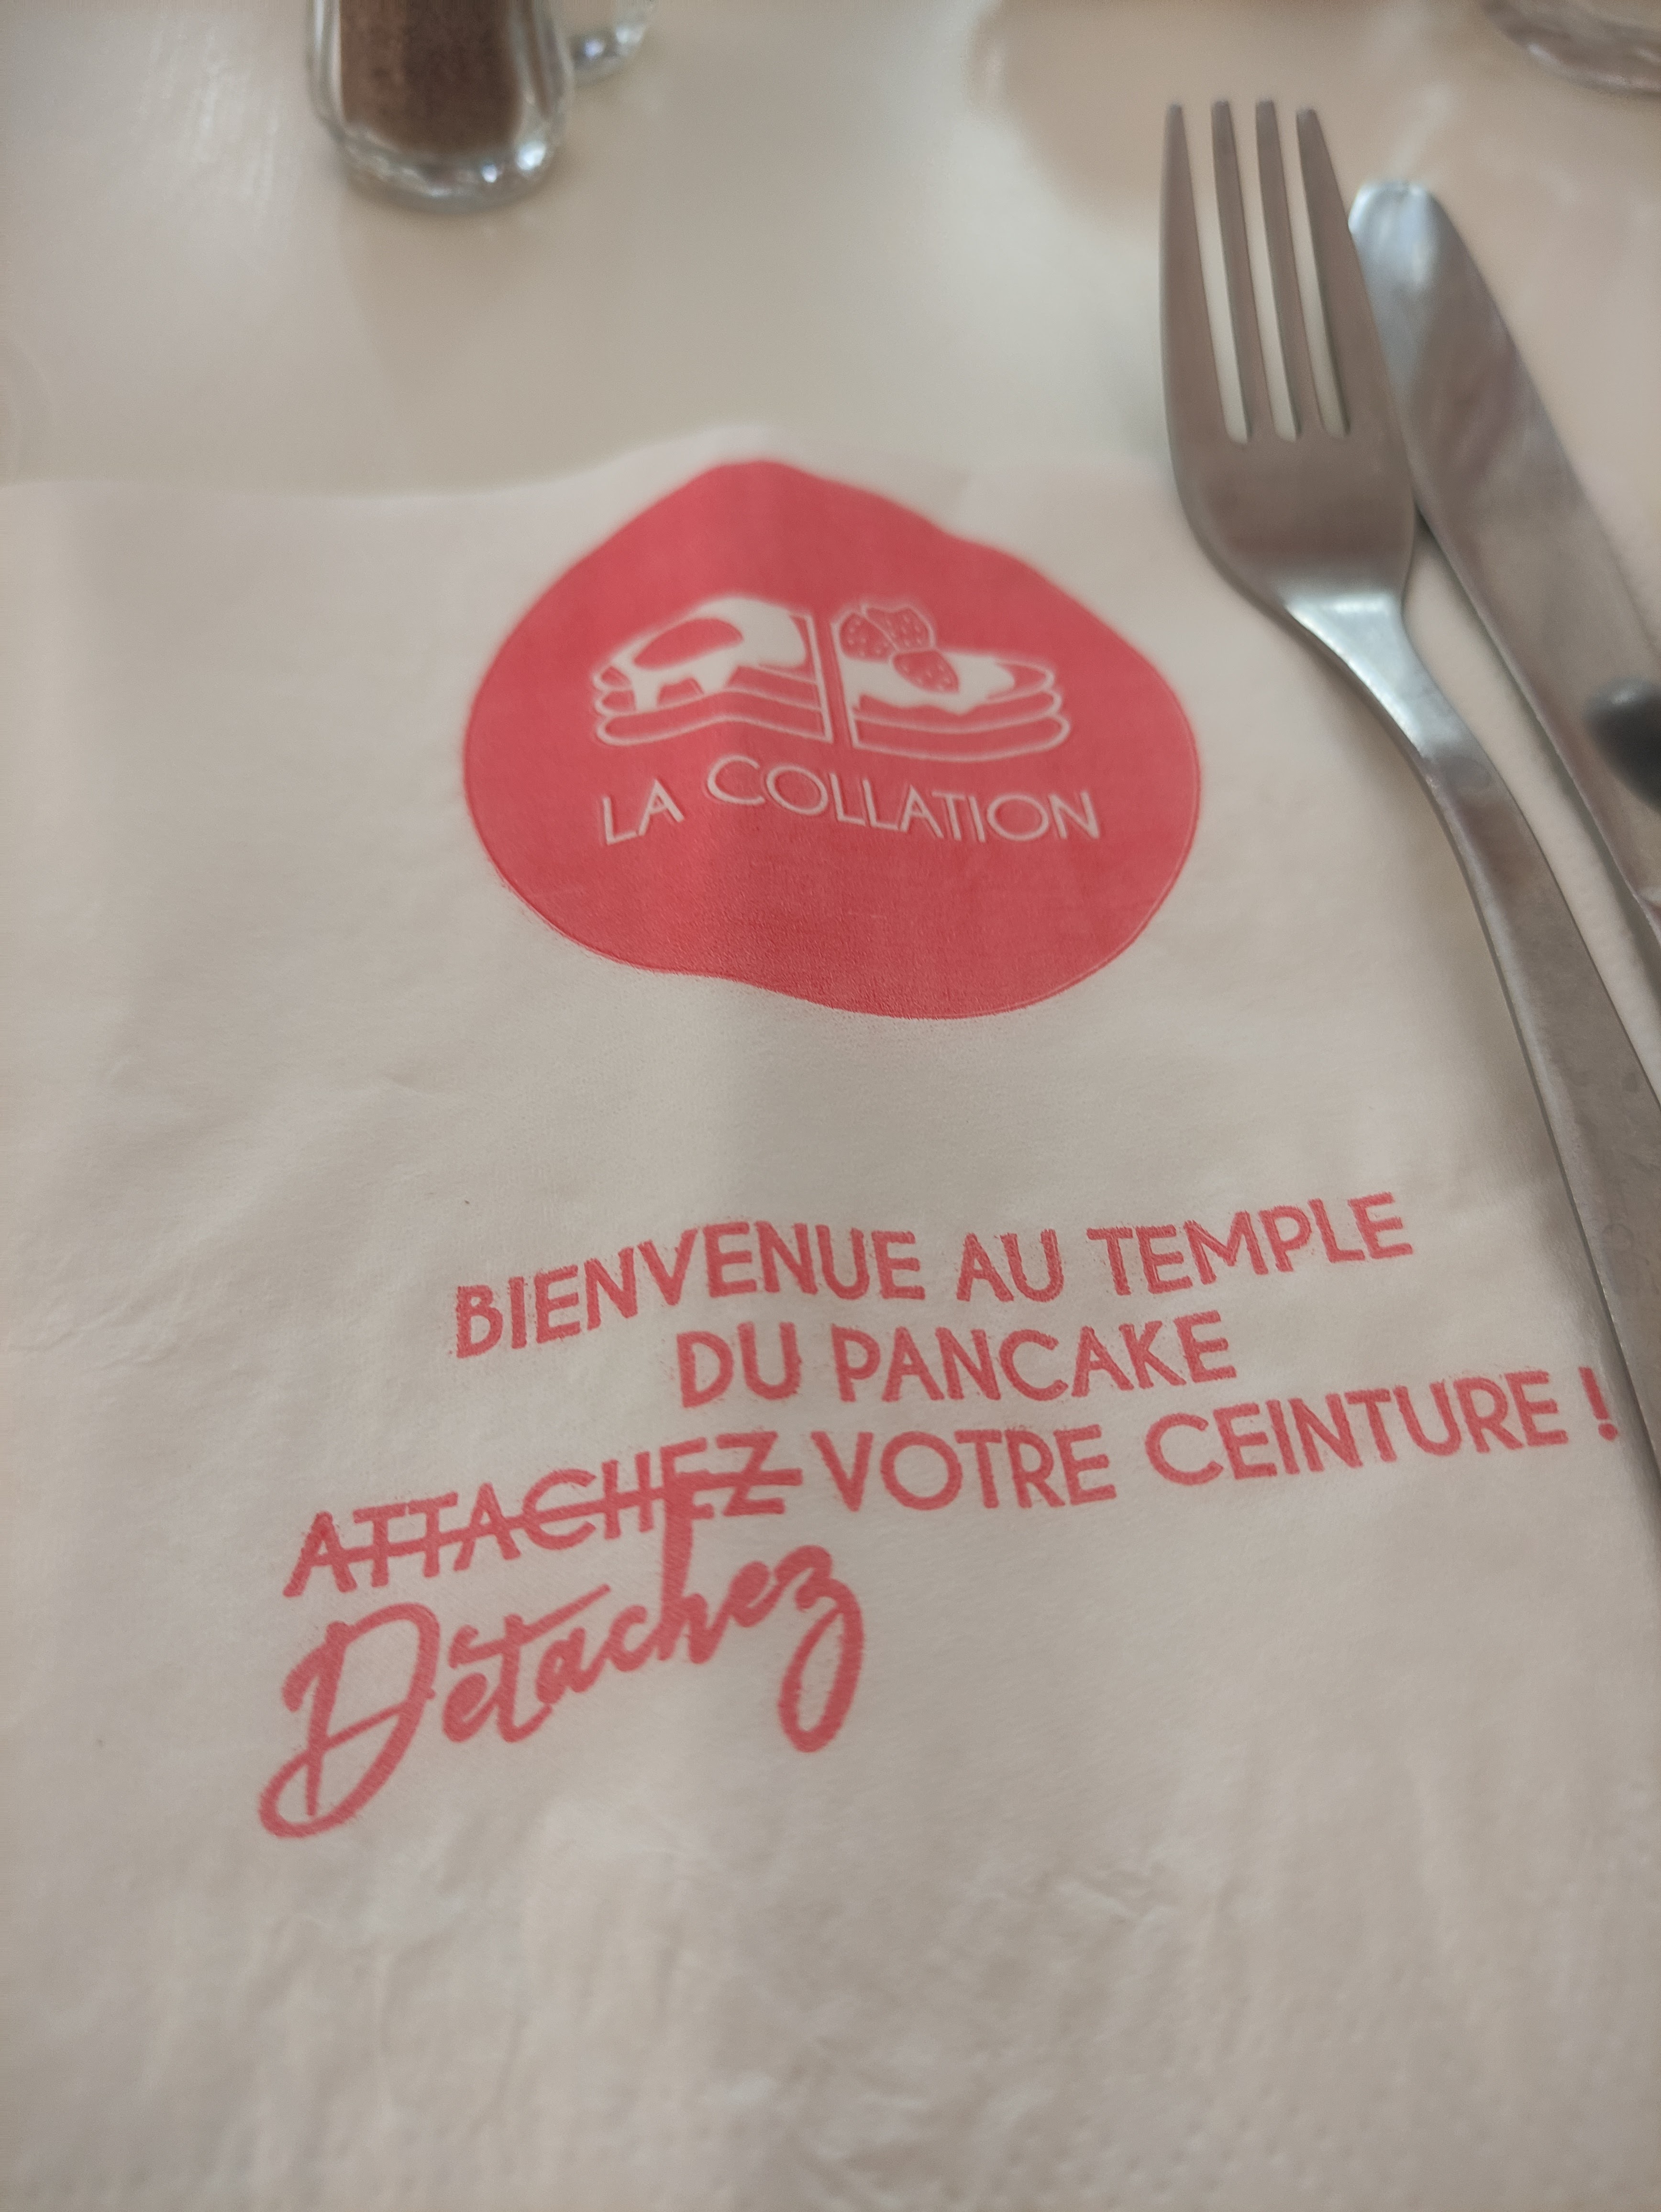 LA COLLATION
BIENVENUE AU TEMPLE
DU PANCAKE
ATTACHEZ VOTRE CEINTURE !
Détachez